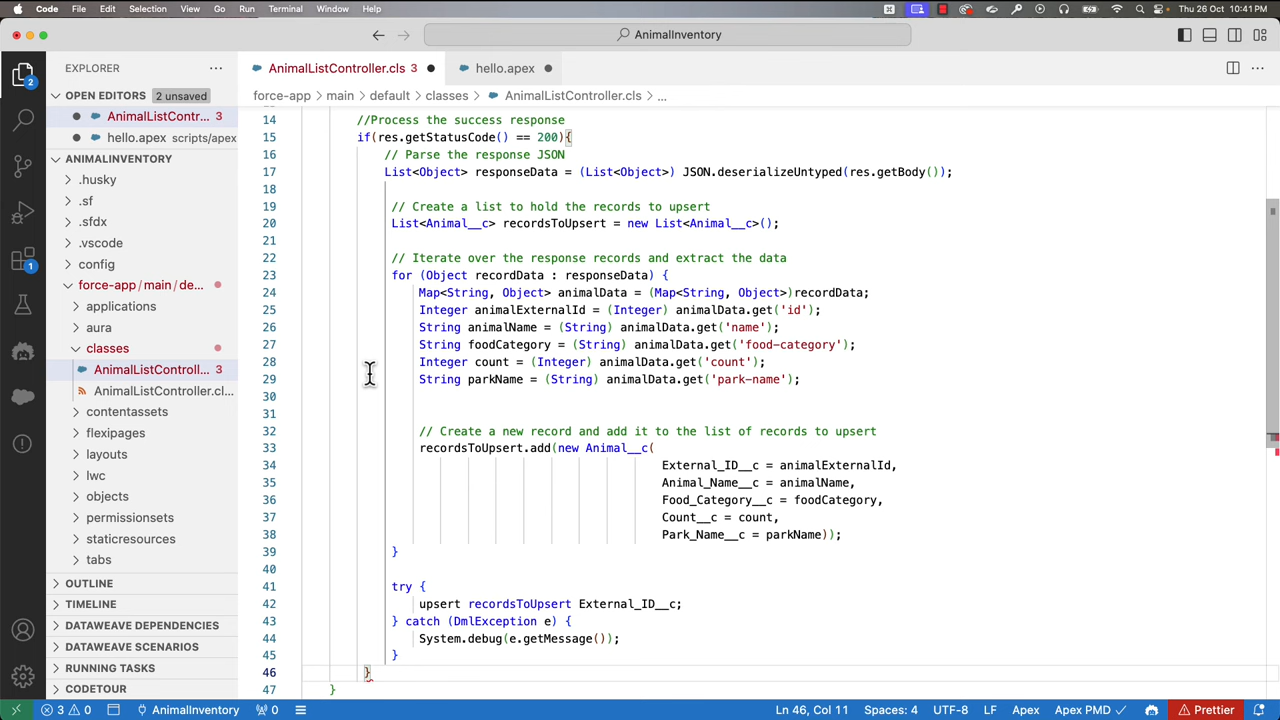 Code File Edit Selection View Go Run Terminal Window Help Thu 26 Oct 10:41 PM
AnimalInventory
EXPLORER
OPEN EDITORS 2 unsaved
AnimalListContr... 3
hello.apex scripts/apex
ANIMALINVENTORY
.husky
.sf
.sfdx
.vscode
config
force-app/main/de...
applications
aura
classes
AnimalListControll... 3
AnimalListController.cl...
contentassets
flexipages
layouts
lwc
objects
permissionsets
staticresources
tabs
OUTLINE
TIMELINE
DATAWEAVE DEPENDENCIES
DATAWEAVE SCENARIOS
RUNNING TASKS
CODETOUR
2
1
AnimalListController.cls 3
hello.apex
force-app > main > default > classes > AnimalListController.cls > ...
14 //Process the success response
15 if(res.getStatusCode() == 200){
16 // Parse the response JSON
17 List<Object> responseData = (List<Object>) JSON.deserializeUntyped(res.getBody());
18
19 // Create a list to hold the records to upsert
20 List<Animal__c> recordsToUpsert = new List<Animal__c>();
21
22 // Iterate over the response records and extract the data
23 for (Object recordData : responseData) {
24 Map<String, Object> animalData = (Map<String, Object>)recordData;
25 Integer animalExternalId = (Integer) animalData.get('id');
26 String animalName = (String) animalData.get('name');
27 String foodCategory = (String) animalData.get('food-category');
28 Integer count = (Integer) animalData.get('count');
29 String parkName = (String) animalData.get('park-name');
30
31
32 // Create a new record and add it to the list of records to upsert
33 recordsToUpsert.add(new Animal__c(
34 External_ID__c = animalExternalId,
35 Animal_Name__c = animalName,
36 Food_Category__c = foodCategory,
37 Count__c = count,
38 Park_Name__c = parkName));
39 }
40
41 try {
42 upsert recordsToUpsert External_ID__c;
43 } catch (DmlException e) {
44 System.debug(e.getMessage());
45 }
46 }
47 }
3 0 AnimalInventory 0 Ln 46, Col 11 Spaces: 4 UTF-8 LF Apex Apex PMD Prettier